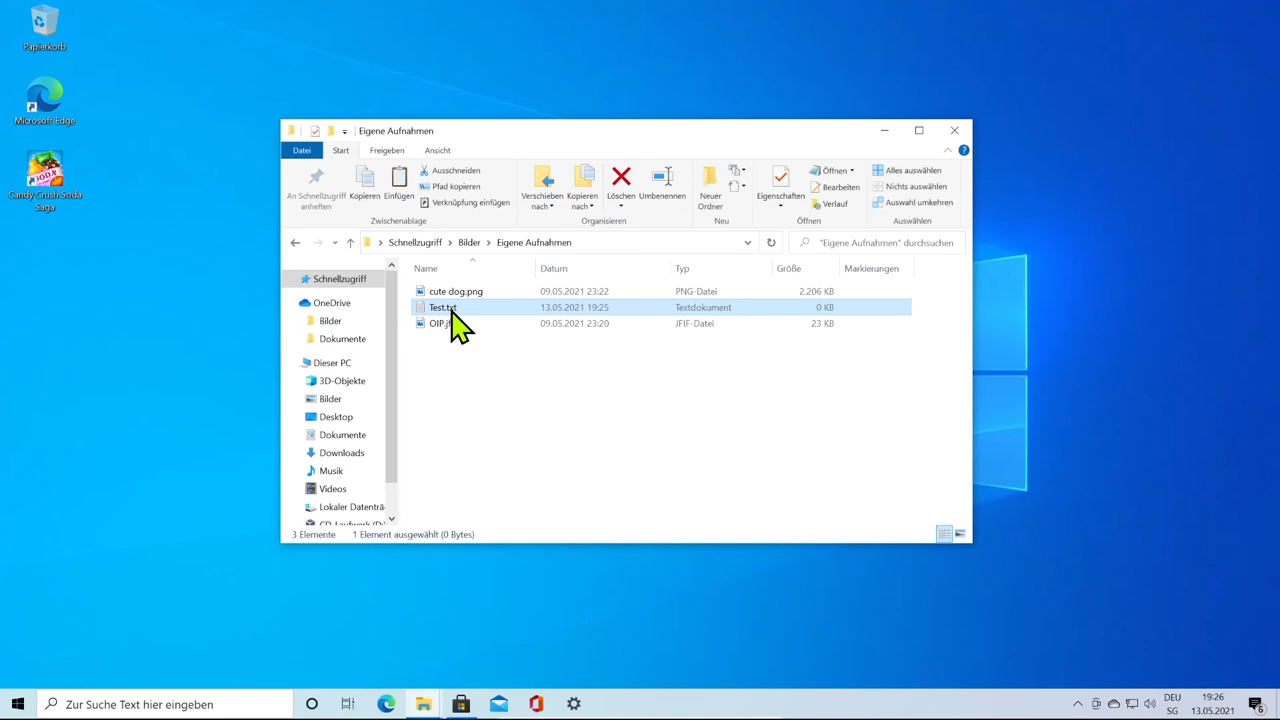 Papierkorb
Microsoft Edge
Candy Crush Soda
Saga
Eigene Aufnahmen
Datei Start Freigeben Ansicht
An Schnellzugriff
anheften
Kopieren
Einfügen
Ausschneiden
Pfad kopieren
Verknüpfung einfügen
Zwischenablage
Verschieben
nach
Kopieren
nach
Löschen
Umbenennen
Organisieren
Neuer
Ordner
Neu
Eigenschaften
Öffnen
Bearbeiten
Verlauf
Öffnen
Alles auswählen
Nichts auswählen
Auswahl umkehren
Auswählen
Schnellzugriff Bilder Eigene Aufnahmen
"Eigene Aufnahmen" durchsuchen
Schnellzugriff
OneDrive
Bilder
Dokumente
Dieser PC
3D-Objekte
Bilder
Desktop
Dokumente
Downloads
Musik
Videos
Lokaler Datenträ
CD-Laufwerk (D:
Name Datum Typ Größe Markierungen
cute dog.png 09.05.2021 23:22 PNG-Datei 2.206 KB
Test.txt 13.05.2021 19:25 Textdokument 0 KB
09.05.2021 23:20 JFIF-Datei 23 KB
3 Elemente 1 Element ausgewählt (0 Bytes)
Zur Suche Text hier eingeben
DEU
SG
19:26
13.05.2021
6